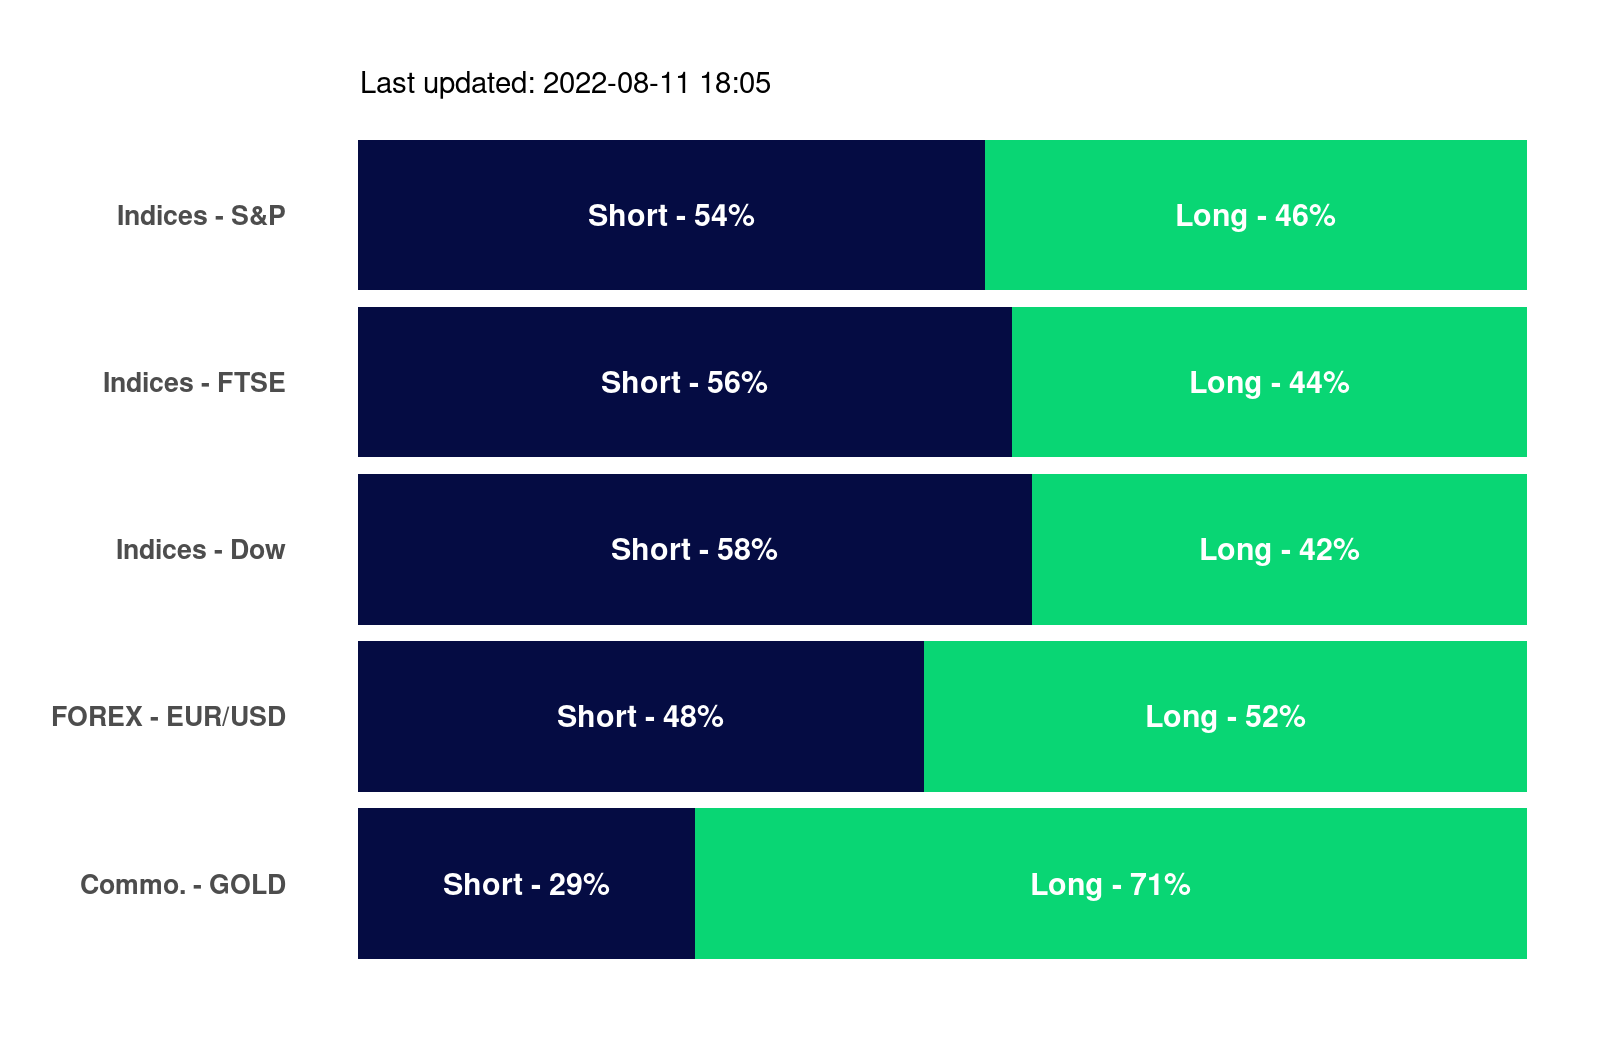 Last updated: 2022-08-11 18:05
Indices - S&P Short - 54% Long - 46%
Indices - FTSE Short - 56% Long - 44%
Indices - Dow Short - 58% Long - 42%
FOREX - EUR/USD Short - 48% Long - 52%
Commo. - GOLD Short - 29% Long - 71%